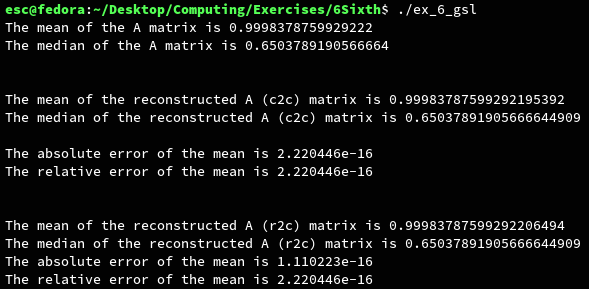 esc@fedora:~/Desktop/Computing/Exercises/6Sixth$ ./ex_6_gsl
The mean of the A matrix is 0.9998378759929222
The median of the A matrix is 0.6503789190566664
The mean of the reconstructed A (c2c) matrix is 0.99983787599292195392
The median of the reconstructed A (c2c) matrix is 0.65037891905666644909
The absolute error of the mean is 2.220446e-16
The relative error of the mean is 2.220446e-16
The mean of the reconstructed A (r2c) matrix is 0.99983787599292206494
The median of the reconstructed A (r2c) matrix is 0.65037891905666644909
The absolute error of the mean is 1.110223e-16
The relative error of the mean is 2.220446e-16